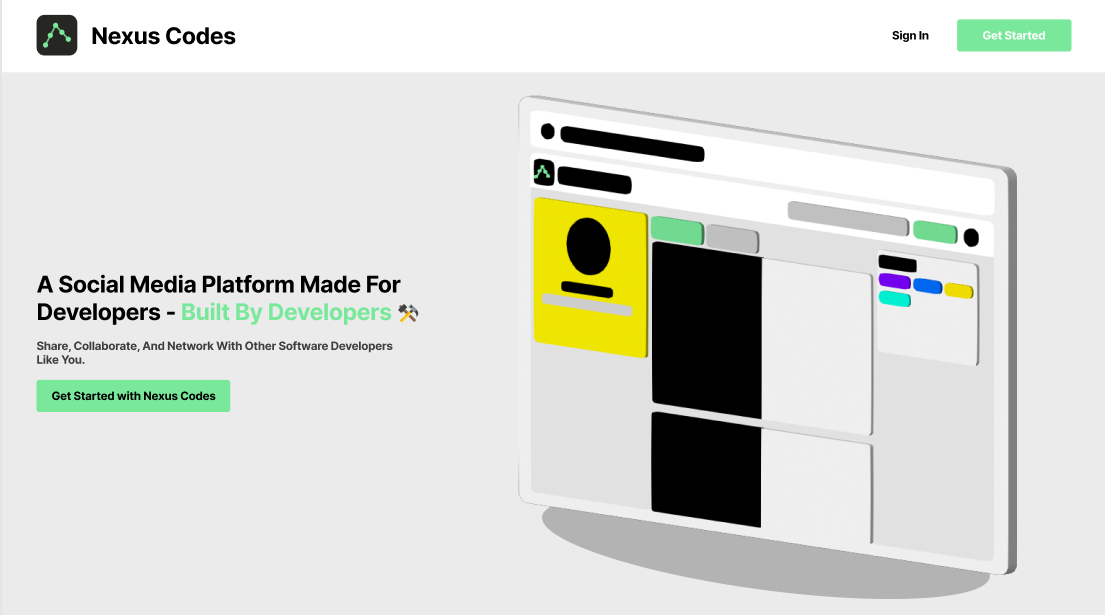 Nexus Codes
Sign In
Get Started
A Social Media Platform Made For
Developers - Built By Developers ⚒️
Share, Collaborate, And Network With Other Software Developers
Like You.
Get Started with Nexus Codes